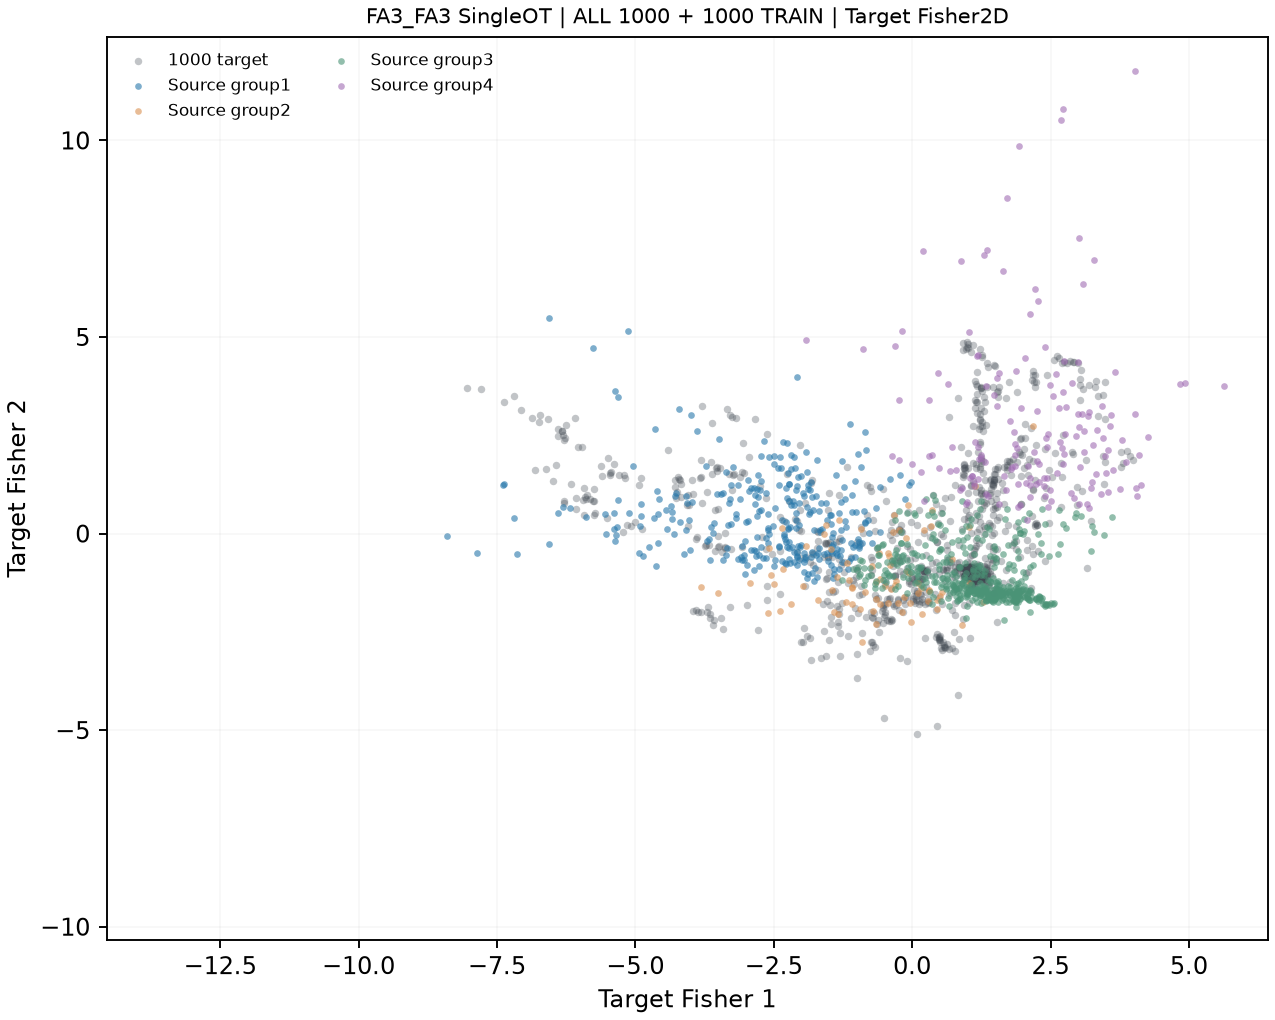 FA3_FA3 SingleOT | ALL 1000 + 1000 TRAIN | Target Fisher2D
1000 target
Source group1
Source group2
Source group3
Source group4
10
5
0
−5
−10
Target Fisher 2
−12.5
−10.0
−7.5
−5.0
−2.5
0.0
2.5
5.0
Target Fisher 1